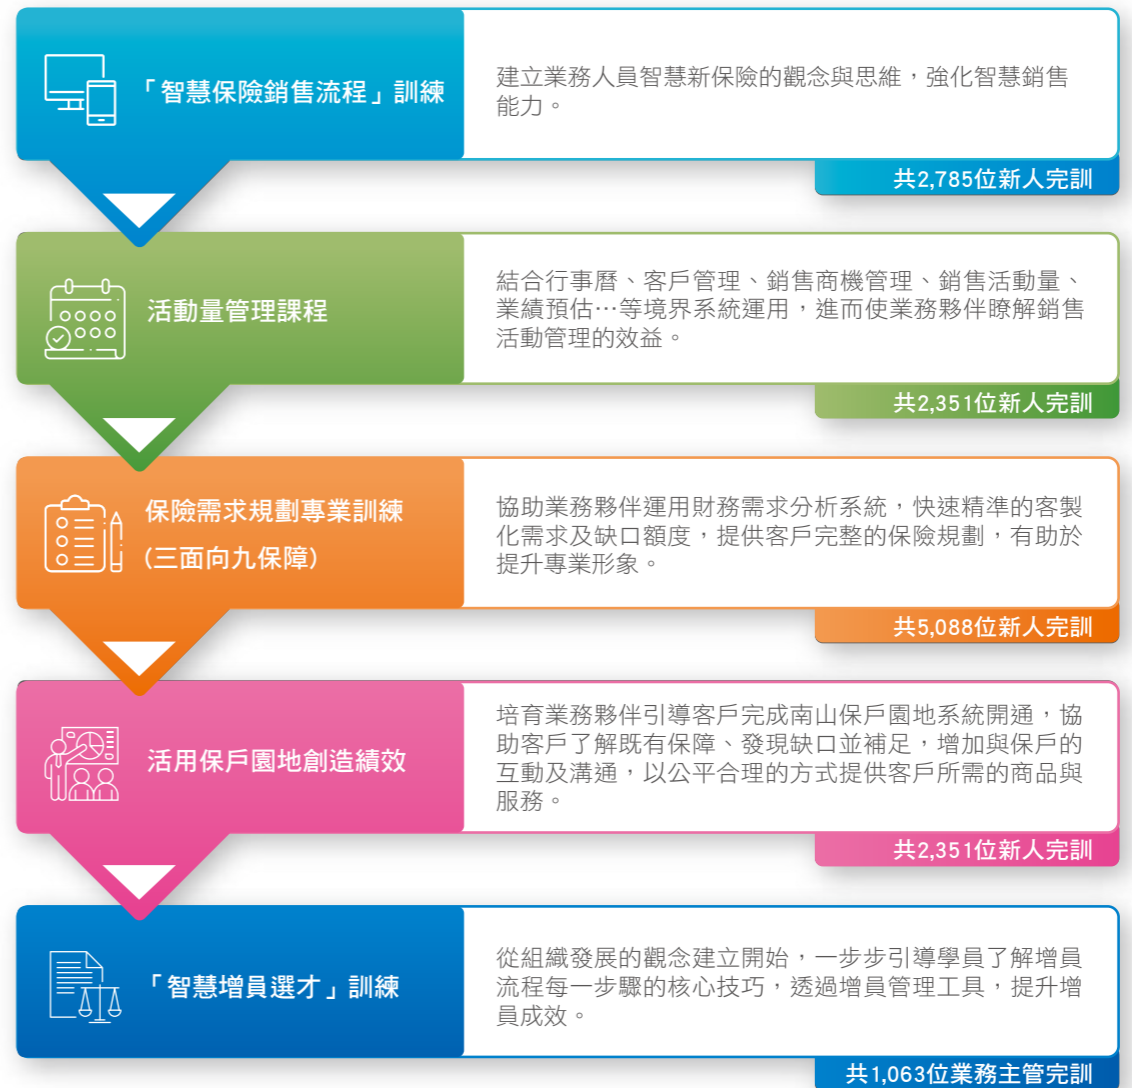 「智慧保險銷售流程」訓練
建立業務人員智慧新保險的觀念與思維，強化智慧銷售
能力。
共2,785位新人完訓
活動量管理課程
結合行事曆、客戶管理、銷售商機管理、銷售活動量、
業績預估…等境界系統運用，進而使業務夥伴瞭解銷售
活動管理的效益。
共2,351位新人完訓
保險需求規劃專業訓練
(三面向九保障)
協助業務夥伴運用財務需求分析系統，快速精準的客製
化需求及缺口額度，提供客戶完整的保險規劃，有助於
提升專業形象。
共5,088位新人完訓
活用保戶園地創造績效
培育業務夥伴引導客戶完成南山保戶園地系統開通，協
助客戶了解既有保障、發現缺口並補足，增加與保戶的
互動及溝通，以公平合理的方式提供客戶所需的商品與
服務。
共2,351位新人完訓
「智慧增員選才」訓練
從組織發展的觀念建立開始，一步步引導學員了解增員
流程每一步驟的核心技巧，透過增員管理工具，提升增
員成效。
共1,063位業務主管完訓